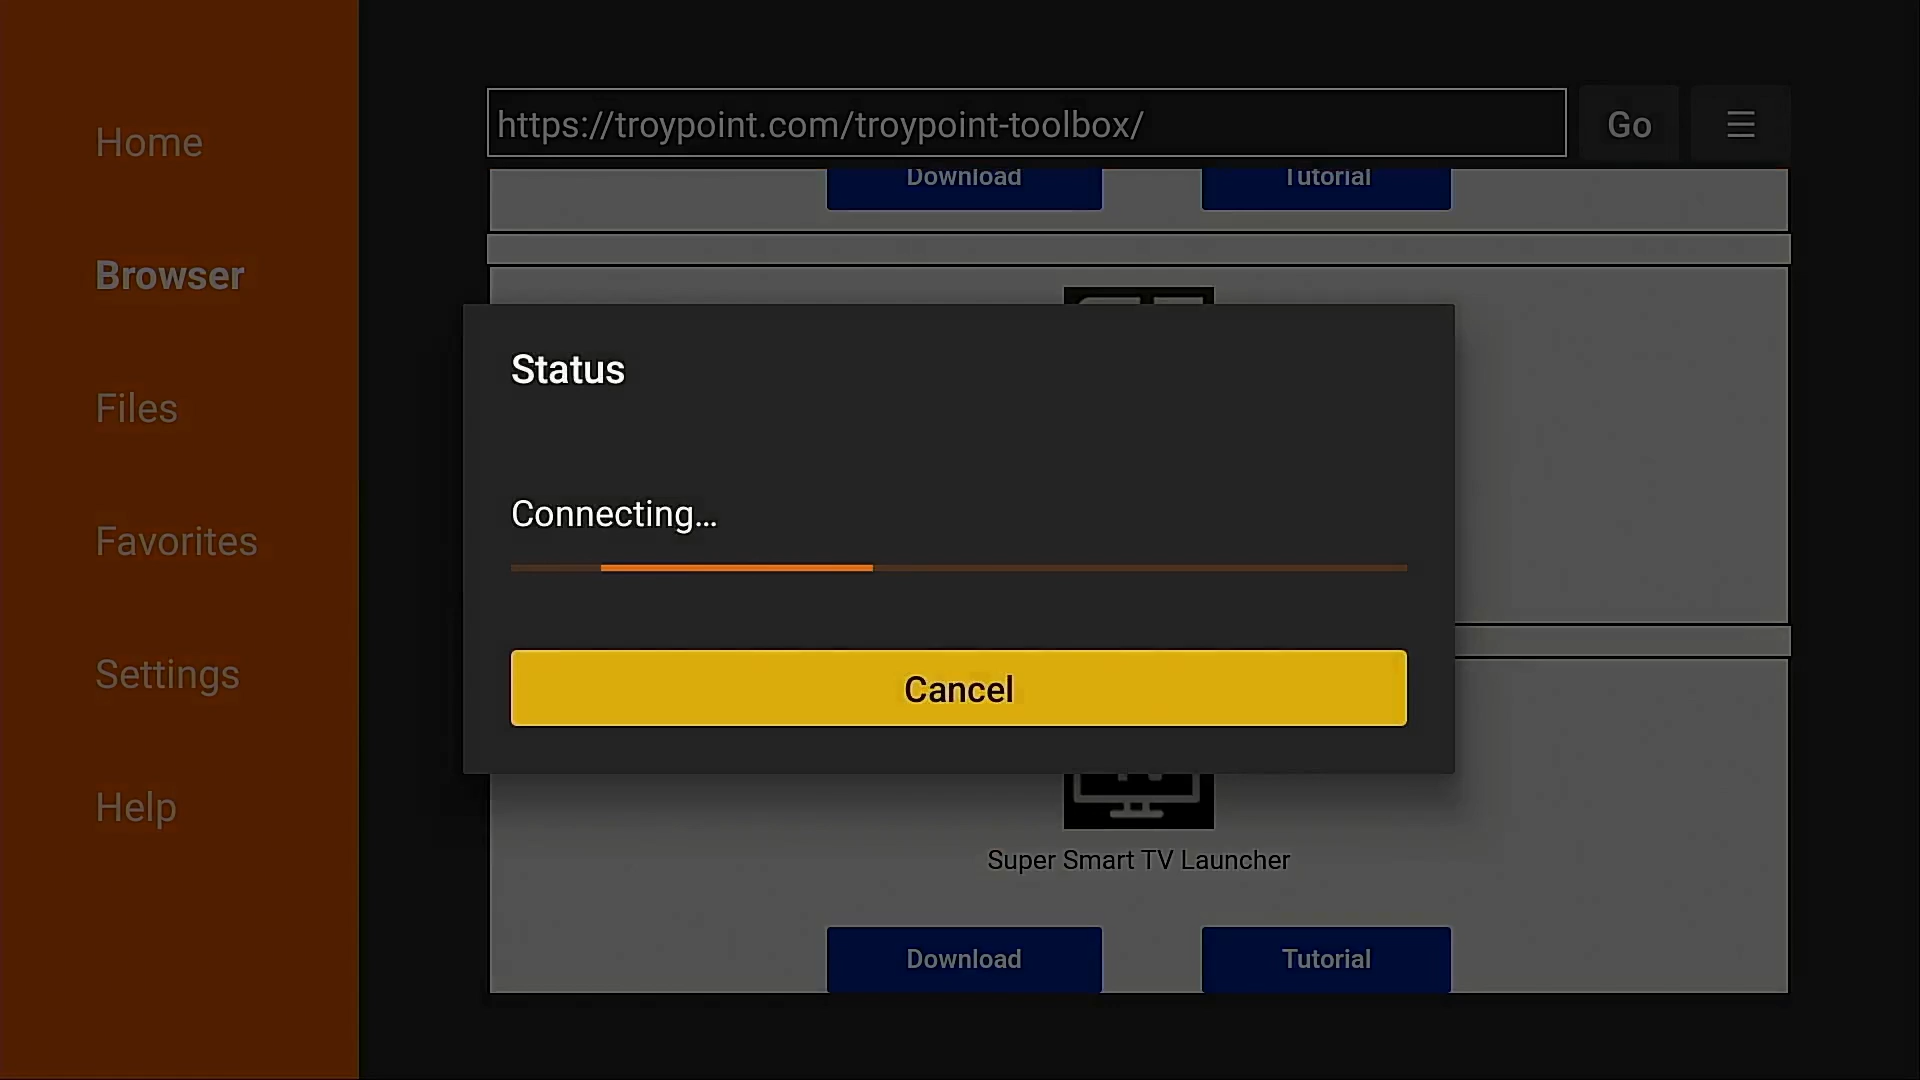 Home
Browser
Files
Favorites
Settings
Help
https://troypoint.com/troypoint-toolbox/
Go
Download
Tutorial
Status
Connecting...
Cancel
Super Smart TV Launcher
Download
Tutorial